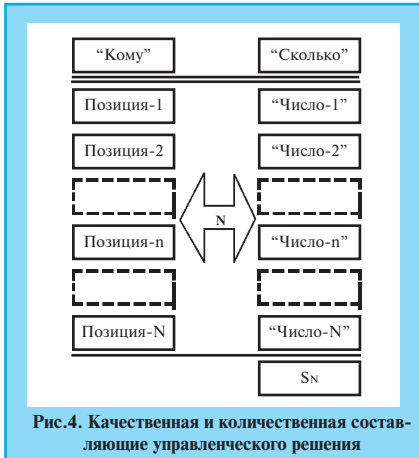 “Кому” “Сколько”
Позиция-1 “Число-1”
Позиция-2 “Число-2”
N
Позиция-n “Число-n”
Позиция-N “Число-N”
SN
Рис.4. Качественная и количественная состав-
ляющие управленческого решения